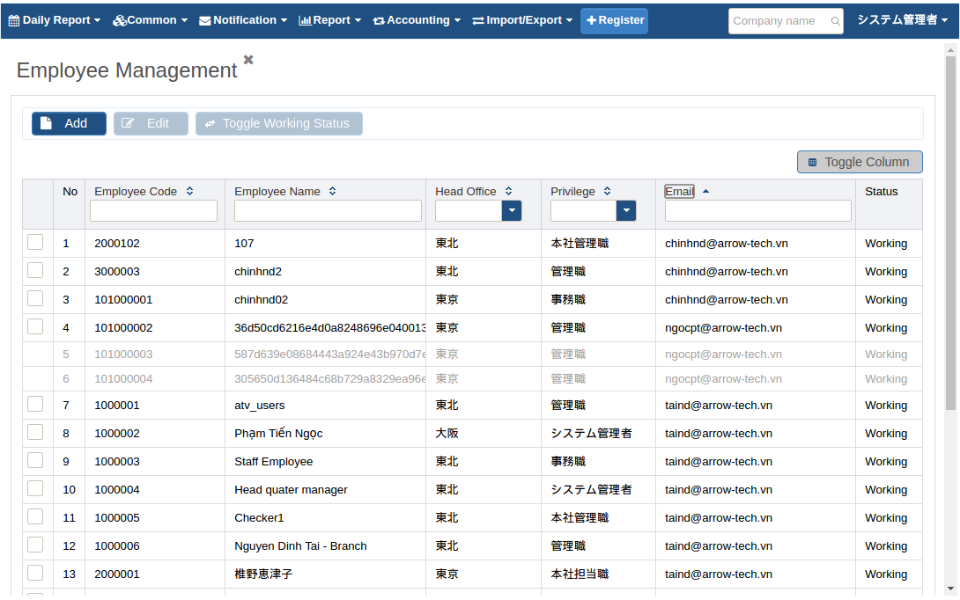 Daily Report Common Notification Report Accounting Import/Export Register Company name システム管理者
Employee Management
Add Edit Toggle Working Status
Toggle Column
No Employee Code Employee Name Head Office Privilege Email Status
1 2000102 107 東北 本社管理職 chinhnd@arrow-tech.vn Working
2 3000003 chinhnd2 東北 管理職 chinhnd@arrow-tech.vn Working
3 101000001 chinhnd02 東京 事務職 chinhnd@arrow-tech.vn Working
4 101000002 36d50cd6216e4d0a8248696e040013 東京 管理職 ngocpt@arrow-tech.vn Working
5 101000003 587d639e08684443a924e43b970d7e 東京 管理職 ngocpt@arrow-tech.vn Working
6 101000004 305650d136484c68b729a8329ea96e 東京 管理職 ngocpt@arrow-tech.vn Working
7 1000001 atv_users 東北 管理職 taind@arrow-tech.vn Working
8 1000002 Phạm Tiến Ngọc 大阪 システム管理者 taind@arrow-tech.vn Working
9 1000003 Staff Employee 東北 事務職 taind@arrow-tech.vn Working
10 1000004 Head quater manager 東北 システム管理者 taind@arrow-tech.vn Working
11 1000005 Checker1 東北 本社管理職 taind@arrow-tech.vn Working
12 1000006 Nguyen Dinh Tai - Branch 東北 管理職 taind@arrow-tech.vn Working
13 2000001 椎野恵津子 東京 本社担当職 taind@arrow-tech.vn Working